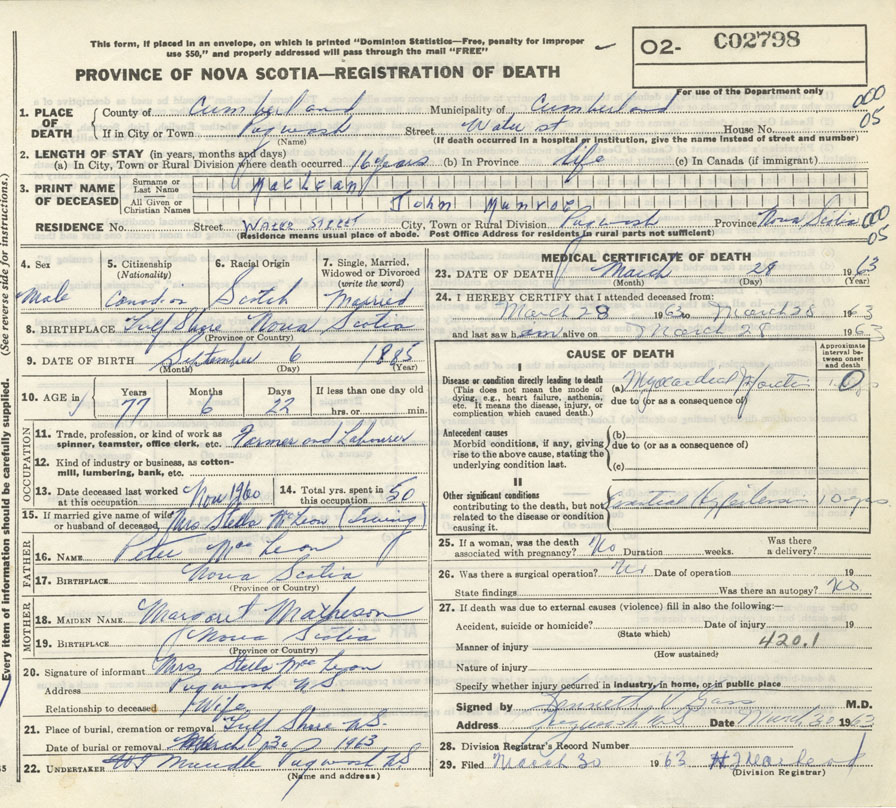 This form, if placed in an envelope, on which is printed "Dominion Statistics—Free, penalty for improper
use $50," and properly addressed will pass through the mail "FREE"
O2- C02798
For use of the Department only
PROVINCE OF NOVA SCOTIA—REGISTRATION OF DEATH
1. PLACE OF DEATH { County of Cumberland Municipality of Cumberland 000
If in City or Town Pugwash Street Water st House No. 05
(Name) (If death occurred in a hospital or institution, give the name instead of street and number)
2. LENGTH OF STAY (in years, months and days)
(a) In City, Town or Rural Division where death occurred 16 years (b) In Province Life (c) In Canada (if immigrant)
3. PRINT NAME OF DECEASED { Surname or Last Name MacLean
All Given or Christian Names John Munroe
RESIDENCE No. Street WATER STREET City, Town or Rural Division Pugwash Province Nova Scotia 000
(Residence means usual place of abode. Post Office Address for residents in rural parts not sufficient) 05
4. Sex 5. Citizenship (Nationality) 6. Racial Origin 7. Single, Married, Widowed or Divorced (write the word)
Male Canadian Scotch Married
8. BIRTHPLACE Gulf Shore Nova Scotia
(Province or Country)
9. DATE OF BIRTH September 6 1885
(Month) (Day) (Year)
10. AGE in Years Months Days If less than one day old
77 6 22 hrs. or min.
OCCUPATION
11. Trade, profession, or kind of work as spinner, teamster, office clerk, etc. Farmer and Labourer
12. Kind of industry or business, as cotton-mill, lumbering, bank, etc.
13. Date deceased last worked at this occupation Nov 1960 14. Total yrs. spent in this occupation 50
15. If married give name of wife or husband of deceased Mrs Stella McLeon (Irving)
FATHER
16. NAME Peter MacLeon
17. BIRTHPLACE Nova Scotia
(Province or Country)
MOTHER
18. MAIDEN NAME Margaret Matheson
19. BIRTHPLACE Nova Scotia
(Province or Country)
20. Signature of informant Mrs Stella MacLeon
Address Pugwash NS
Relationship to deceased Wife
21. Place of burial, cremation or removal Gulf Shore NS.
Date of burial or removal March 30 1963
22. UNDERTAKER Pugwash NS
(Name and address)
MEDICAL CERTIFICATE OF DEATH
23. DATE OF DEATH March 28 1963
(Month) (Day) (Year)
24. I HEREBY CERTIFY that I attended deceased from:
March 28 1963 to March 28 1963
and last saw h alive on March 28 1963
CAUSE OF DEATH
Approximate interval between onset and death
I
Disease or condition directly leading to death
(This does not mean the mode of dying, e.g., heart failure, asthenia, etc. It means the disease, injury, or complication which caused death.)
(a) Myocardial Infarction
due to (or as a consequence of)
Antecedent causes
Morbid conditions, if any, giving rise to the above cause, stating the underlying condition last.
(b)
due to (or as a consequence of)
(c)
II
Other significant conditions contributing to the death, but not related to the disease or condition causing it.
Essential Hypertension 10 yrs
25. If a woman, was the death associated with pregnancy? No Duration weeks. Was there a delivery?
26. Was there a surgical operation? No Date of operation 19
State findings Was there an autopsy? No
27. If death was due to external causes (violence) fill in also the following:—
Accident, suicide or homicide? Date of injury 19
(State which)
Manner of injury 420.1
(How sustained)
Nature of injury
Specify whether injury occurred in industry, in home, or in public place
Signed by Kenneth V. Gass M.D.
Address Pugwash N.S Date March 30 1963
28. Division Registrar's Record Number
29. Filed March 30 1963
(Division Registrar)
Every item of information should be carefully supplied. (See reverse side for instructions.)